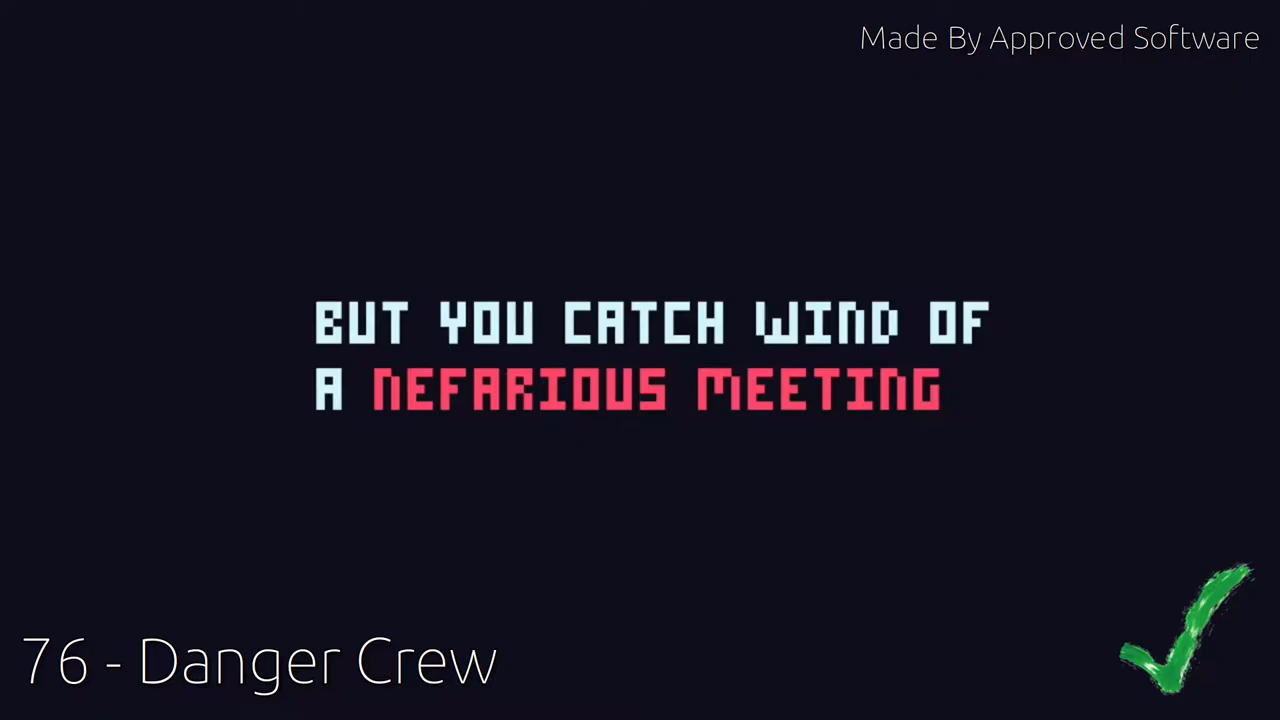 Made By Approved Software
BUT YOU CATCH WIND OF
A NEFARIOUS MEETING
76 - Danger Crew